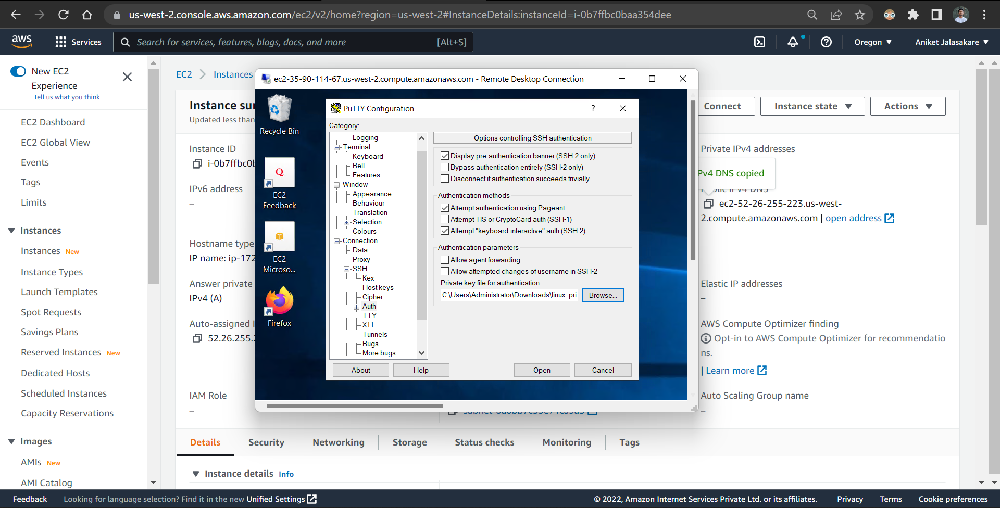 us-west-2.console.aws.amazon.com/ec2/v2/home?region=us-west-2#InstanceDetails:instanceId=i-0b7ffbc0baa354dee
aws
Services
Search for services, features, blogs, docs, and more
[Alt+S]
Oregon
Aniket Jalasakare
New EC2
Experience
Tell us what you think
EC2 Dashboard
EC2 Global View
Events
Tags
Limits
Instances
Instances New
Instance Types
Launch Templates
Spot Requests
Savings Plans
Reserved Instances New
Dedicated Hosts
Scheduled Instances
Capacity Reservations
Images
AMIs New
AMI Catalog
EC2
Instances
Instance sur
Updated less than
Connect
Instance state
Actions
Instance ID
i-0b7ffbc0b
IPv6 address
–
Hostname type
IP name: ip-172
Answer private
IPv4 (A)
Auto-assigned I
52.26.255.2
IAM Role
–
ec2-35-90-114-67.us-west-2.compute.amazonaws.com - Remote Desktop Connection
Recycle Bin
Q
EC2
Feedback
EC2
Microso...
Firefox
PuTTY Configuration
?
Category:
Logging
Terminal
Keyboard
Bell
Features
Window
Appearance
Behaviour
Translation
Selection
Colours
Connection
Data
Proxy
SSH
Kex
Host keys
Cipher
Auth
TTY
X11
Tunnels
Bugs
More bugs
Options controlling SSH authentication
Display pre-authentication banner (SSH-2 only)
Bypass authentication entirely (SSH-2 only)
Disconnect if authentication succeeds trivially
Authentication methods
Attempt authentication using Pageant
Attempt TIS or CryptoCard auth (SSH-1)
Attempt "keyboard-interactive" auth (SSH-2)
Authentication parameters
Allow agent forwarding
Allow attempted changes of username in SSH-2
Private key file for authentication:
C:\Users\Administrator\Downloads\linux_pri
Browse...
About
Help
Open
Cancel
Private IPv4 addresses
Pv4 DNS copied
Public IPv4 DNS
ec2-52-26-255-223.us-west-
2.compute.amazonaws.com | open address
Elastic IP addresses
–
AWS Compute Optimizer finding
Opt-in to AWS Compute Optimizer for recommendatio
ns.
| Learn more
Auto Scaling Group name
–
Details
Security
Networking
Storage
Status checks
Monitoring
Tags
Instance details Info
Feedback
Looking for language selection? Find it in the new Unified Settings
© 2022, Amazon Internet Services Private Ltd. or its affiliates.
Privacy
Terms
Cookie preferences